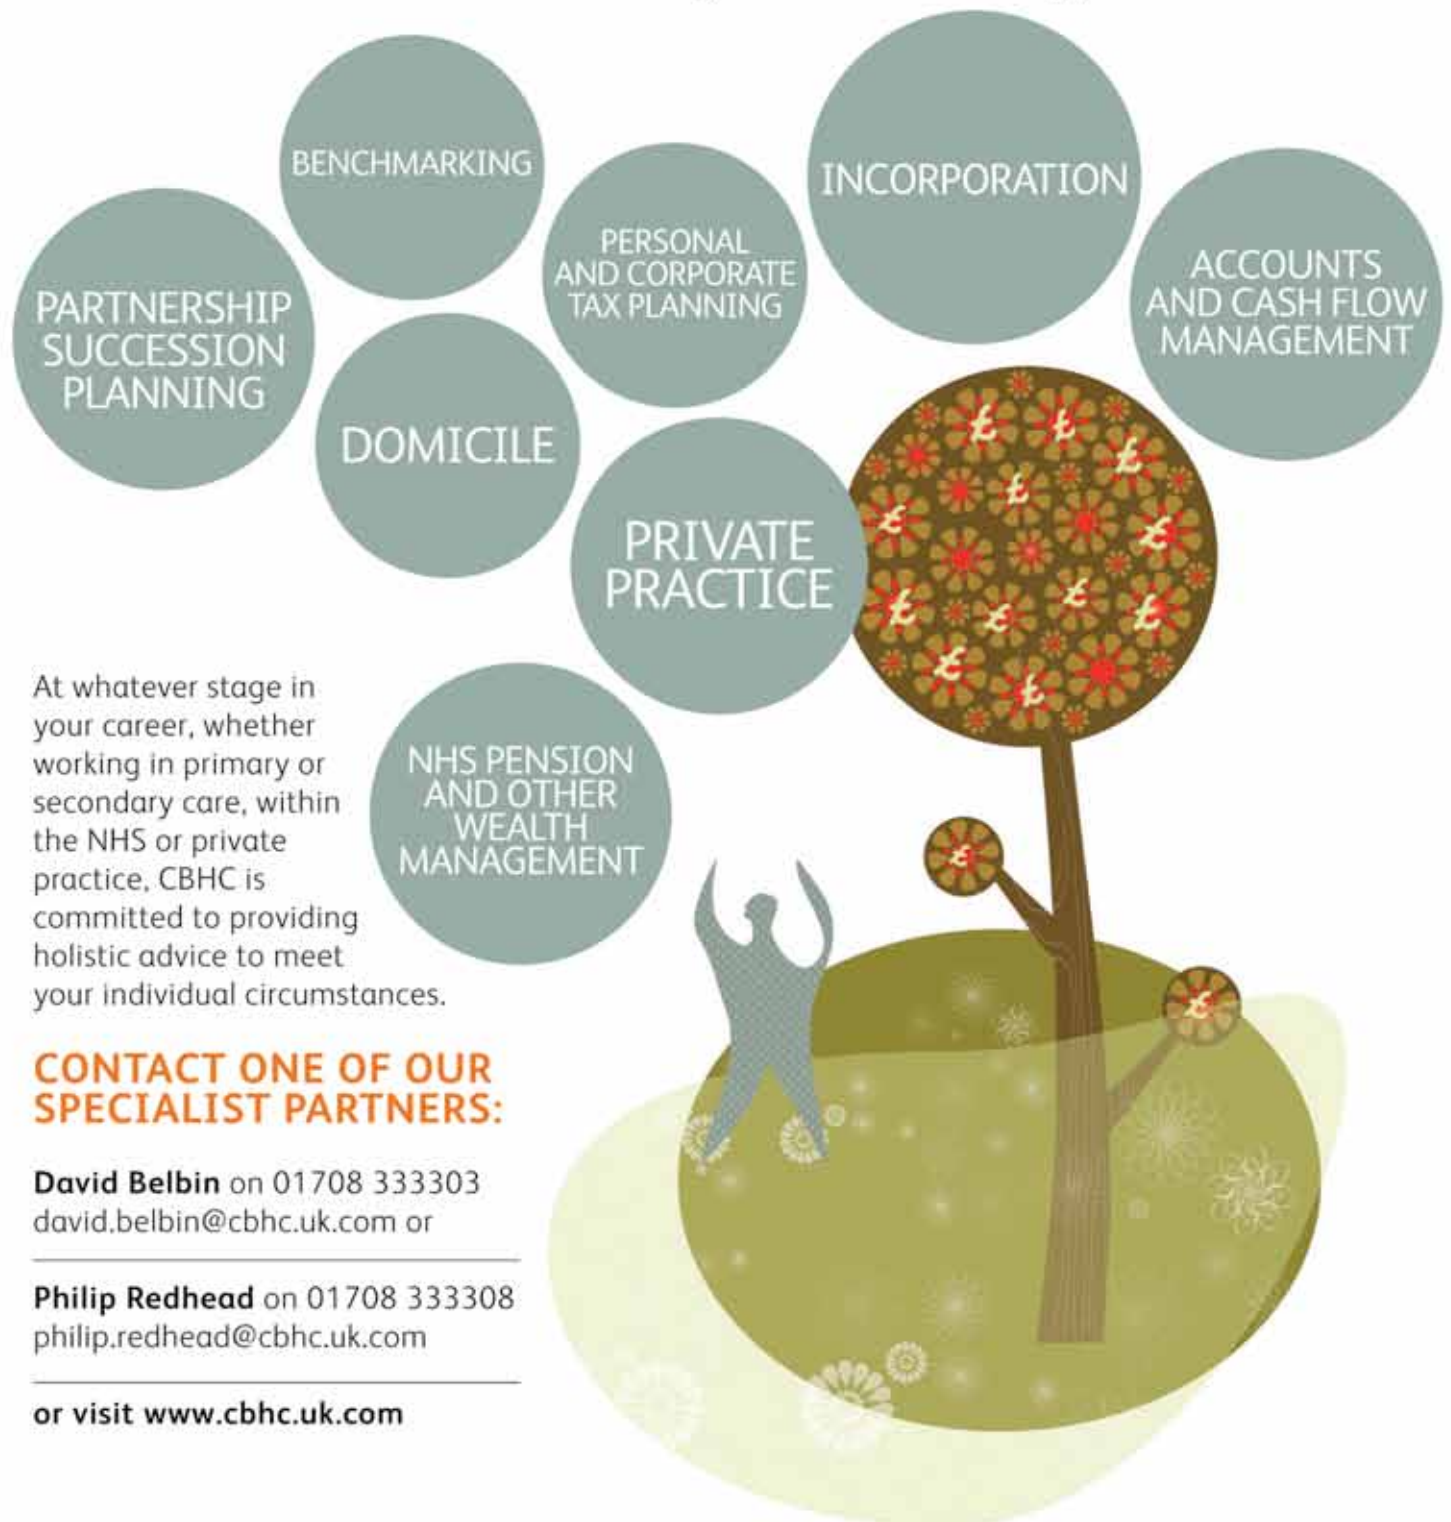 BENCHMARKING
INCORPORATION
PERSONAL
AND CORPORATE
TAX PLANNING
ACCOUNTS
AND CASH FLOW
MANAGEMENT
PARTNERSHIP
SUCCESSION
PLANNING
DOMICILE
PRIVATE
PRACTICE
NHS PENSION
AND OTHER
WEALTH
MANAGEMENT
£
£
£
£
£
£
£
£
£
£
£
£
£
£
At whatever stage in
your career, whether
working in primary or
secondary care, within
the NHS or private
practice, CBHC is
committed to providing
holistic advice to meet
your individual circumstances.
CONTACT ONE OF OUR
SPECIALIST PARTNERS:
David Belbin on 01708 333303
david.belbin@cbhc.uk.com or
Philip Redhead on 01708 333308
philip.redhead@cbhc.uk.com
or visit www.cbhc.uk.com